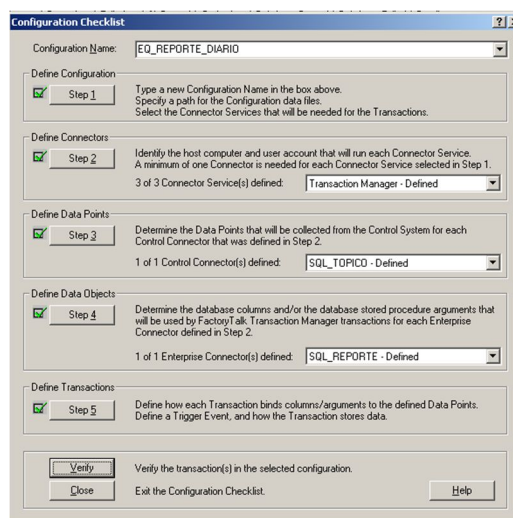 Configuration Checklist
Configuration Name: EQ_REPORTE_DIARIO
Define Configuration
Step 1
Type a new Configuration Name in the box above.
Specify a path for the Configuration data files.
Select the Connector Services that will be needed for the Transactions.
Define Connectors
Step 2
Identify the host computer and user account that will run each Connector Service.
A minimum of one Connector is needed for each Connector Service selected in Step 1.
3 of 3 Connector Service(s) defined: Transaction Manager - Defined
Define Data Points
Step 3
Determine the Data Points that will be collected from the Control System for each
Control Connector that was defined in Step 2.
1 of 1 Control Connector(s) defined: SQL_TOPICO - Defined
Define Data Objects
Step 4
Determine the database columns and/or the database stored procedure arguments that
will be used by FactoryTalk Transaction Manager transactions for each Enterprise
Connector defined in Step 2.
1 of 1 Enterprise Connector(s) defined: SQL_REPORTE - Defined
Define Transactions
Step 5
Define how each Transaction binds columns/arguments to the defined Data Points.
Define a Trigger Event, and how the Transaction stores data.
Verify
Verify the transaction(s) in the selected configuration.
Close
Exit the Configuration Checklist.
Help